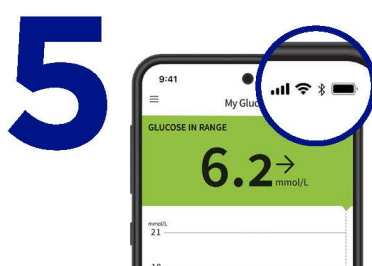 5
9:41
My Gluc
GLUCOSE IN RANGE
6.2
mmol/L
mmol/L
21